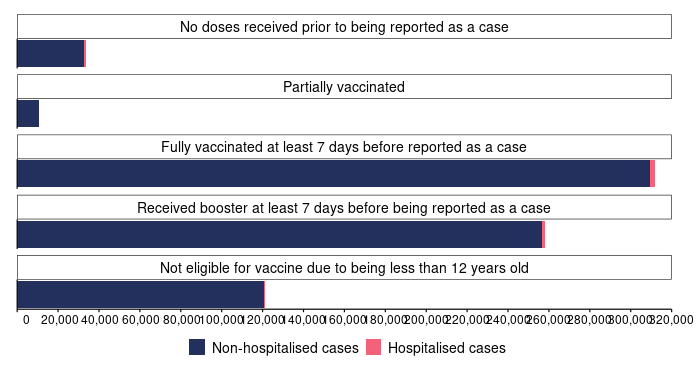 No doses received prior to being reported as a case
Partially vaccinated
Fully vaccinated at least 7 days before reported as a case
Received booster at least 7 days before being reported as a case
Not eligible for vaccine due to being less than 12 years old
0 20,000 40,000 60,000 80,000 100,000 120,000 140,000 160,000 180,000 200,000 220,000 240,000 260,000 280,000 300,000 320,000
Non-hospitalised cases Hospitalised cases